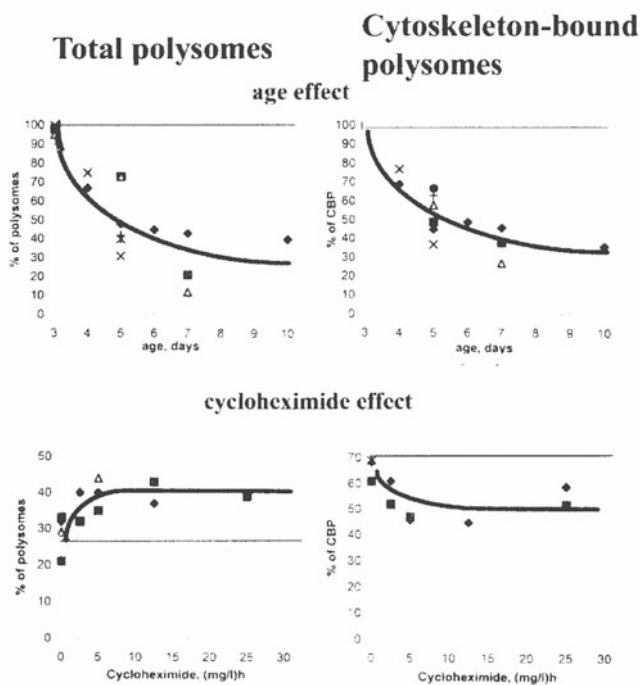 Total polysomes
Cytoskeleton-bound
polysomes
age effect
100
90
80
70
60
50
40
30
20
10
0
% of polysomes
3 4 5 6 7 8 9 10
age, days
100
90
80
70
60
50
40
30
20
10
0
% of CBP
3 4 5 6 7 8 9 10
age, days
cycloheximide effect
50
40
30
20
10
0
% of polysomes
0 5 10 15 20 25 30
Cycloheximide, (mg/l)h
70
60
50
40
30
20
10
0
% of CBP
0 5 10 15 20 25 30
Cycloheximide, (mg/l)h